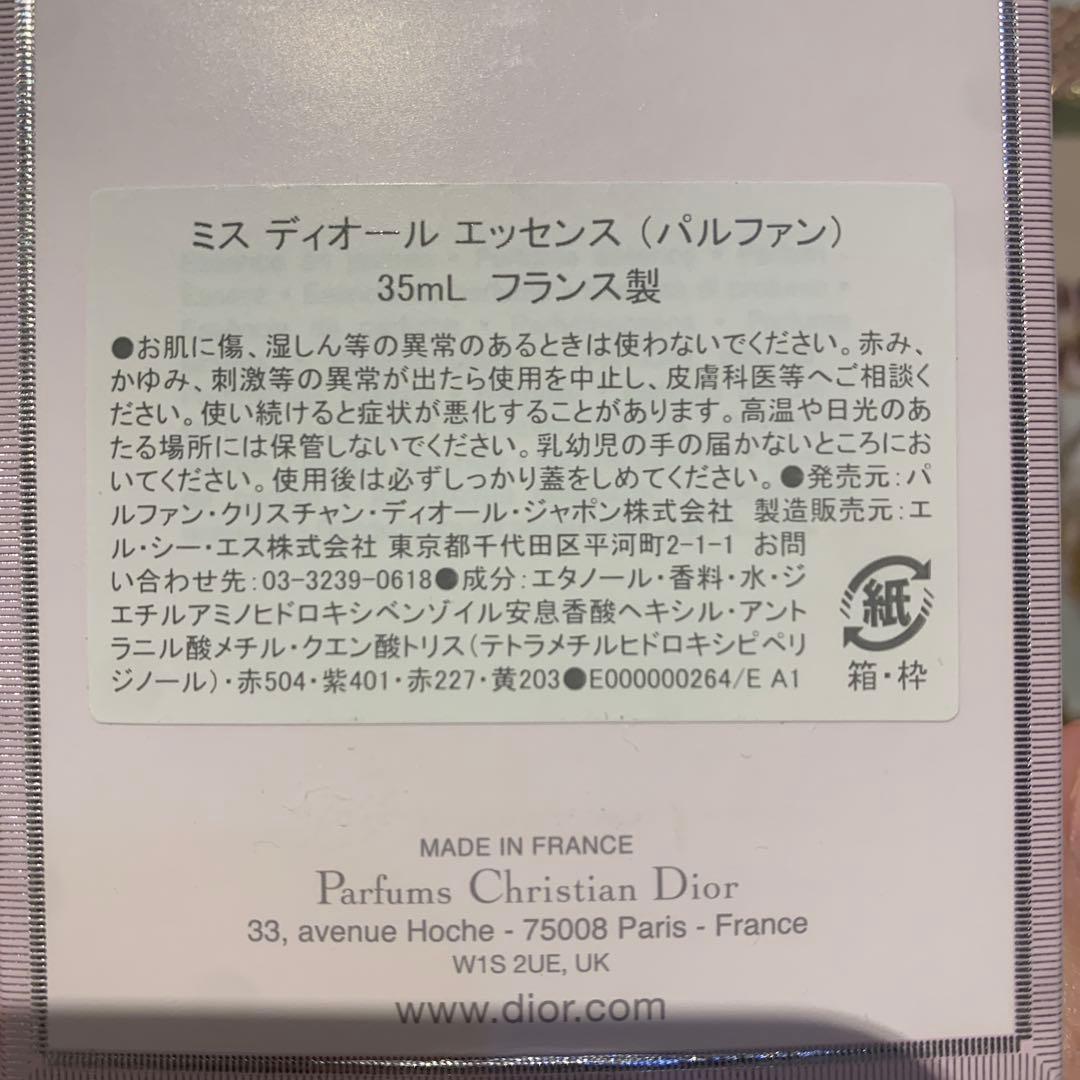 ミス ディオール エッセンス（パルファン）
35mL フランス製
●お肌に傷、湿しん等の異常のあるときは使わないでください。赤み、
かゆみ、刺激等の異常が出たら使用を中止し、皮膚科医等へご相談く
ださい。使い続けると症状が悪化することがあります。高温や日光のあ
たる場所には保管しないでください。乳幼児の手の届かないところにお
いてください。使用後は必ずしっかり蓋をしめてください。●発売元：パ
ルファン・クリスチャン・ディオール・ジャポン株式会社 製造販売元：エ
ル・シー・エス株式会社 東京都千代田区平河町2-1-1 お問
い合わせ先：03-3239-0618●成分：エタノール・香料・水・ジ
エチルアミノヒドロキシベンゾイル安息香酸ヘキシル・アント
ラニル酸メチル・クエン酸トリス（テトラメチルヒドロキシピペリ
ジノール）・赤504・紫401・赤227・黄203●E000000264/E A1
紙
箱・枠
MADE IN FRANCE
Parfums Christian Dior
33, avenue Hoche - 75008 Paris - France
W1S 2UE, UK
www.dior.com